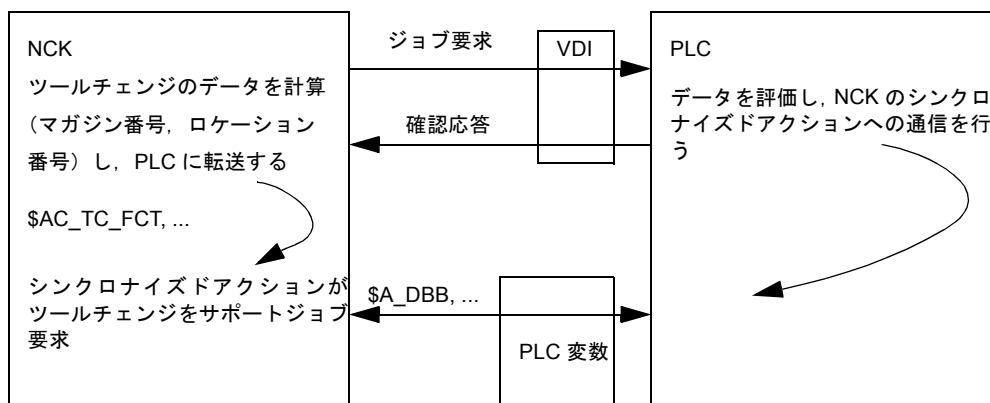 NCK
ツールチェンジのデータを計算
（マガジン番号，ロケーション
番号）し，PLC に転送する
$AC_TC_FCT, ...
シンクロナイズドアクションが
ツールチェンジをサポートジョブ
要求
ジョブ要求
VDI
確認応答
$A_DBB, ...
PLC 変数
PLC
データを評価し，NCK のシンクロ
ナイズドアクションへの通信を行
う